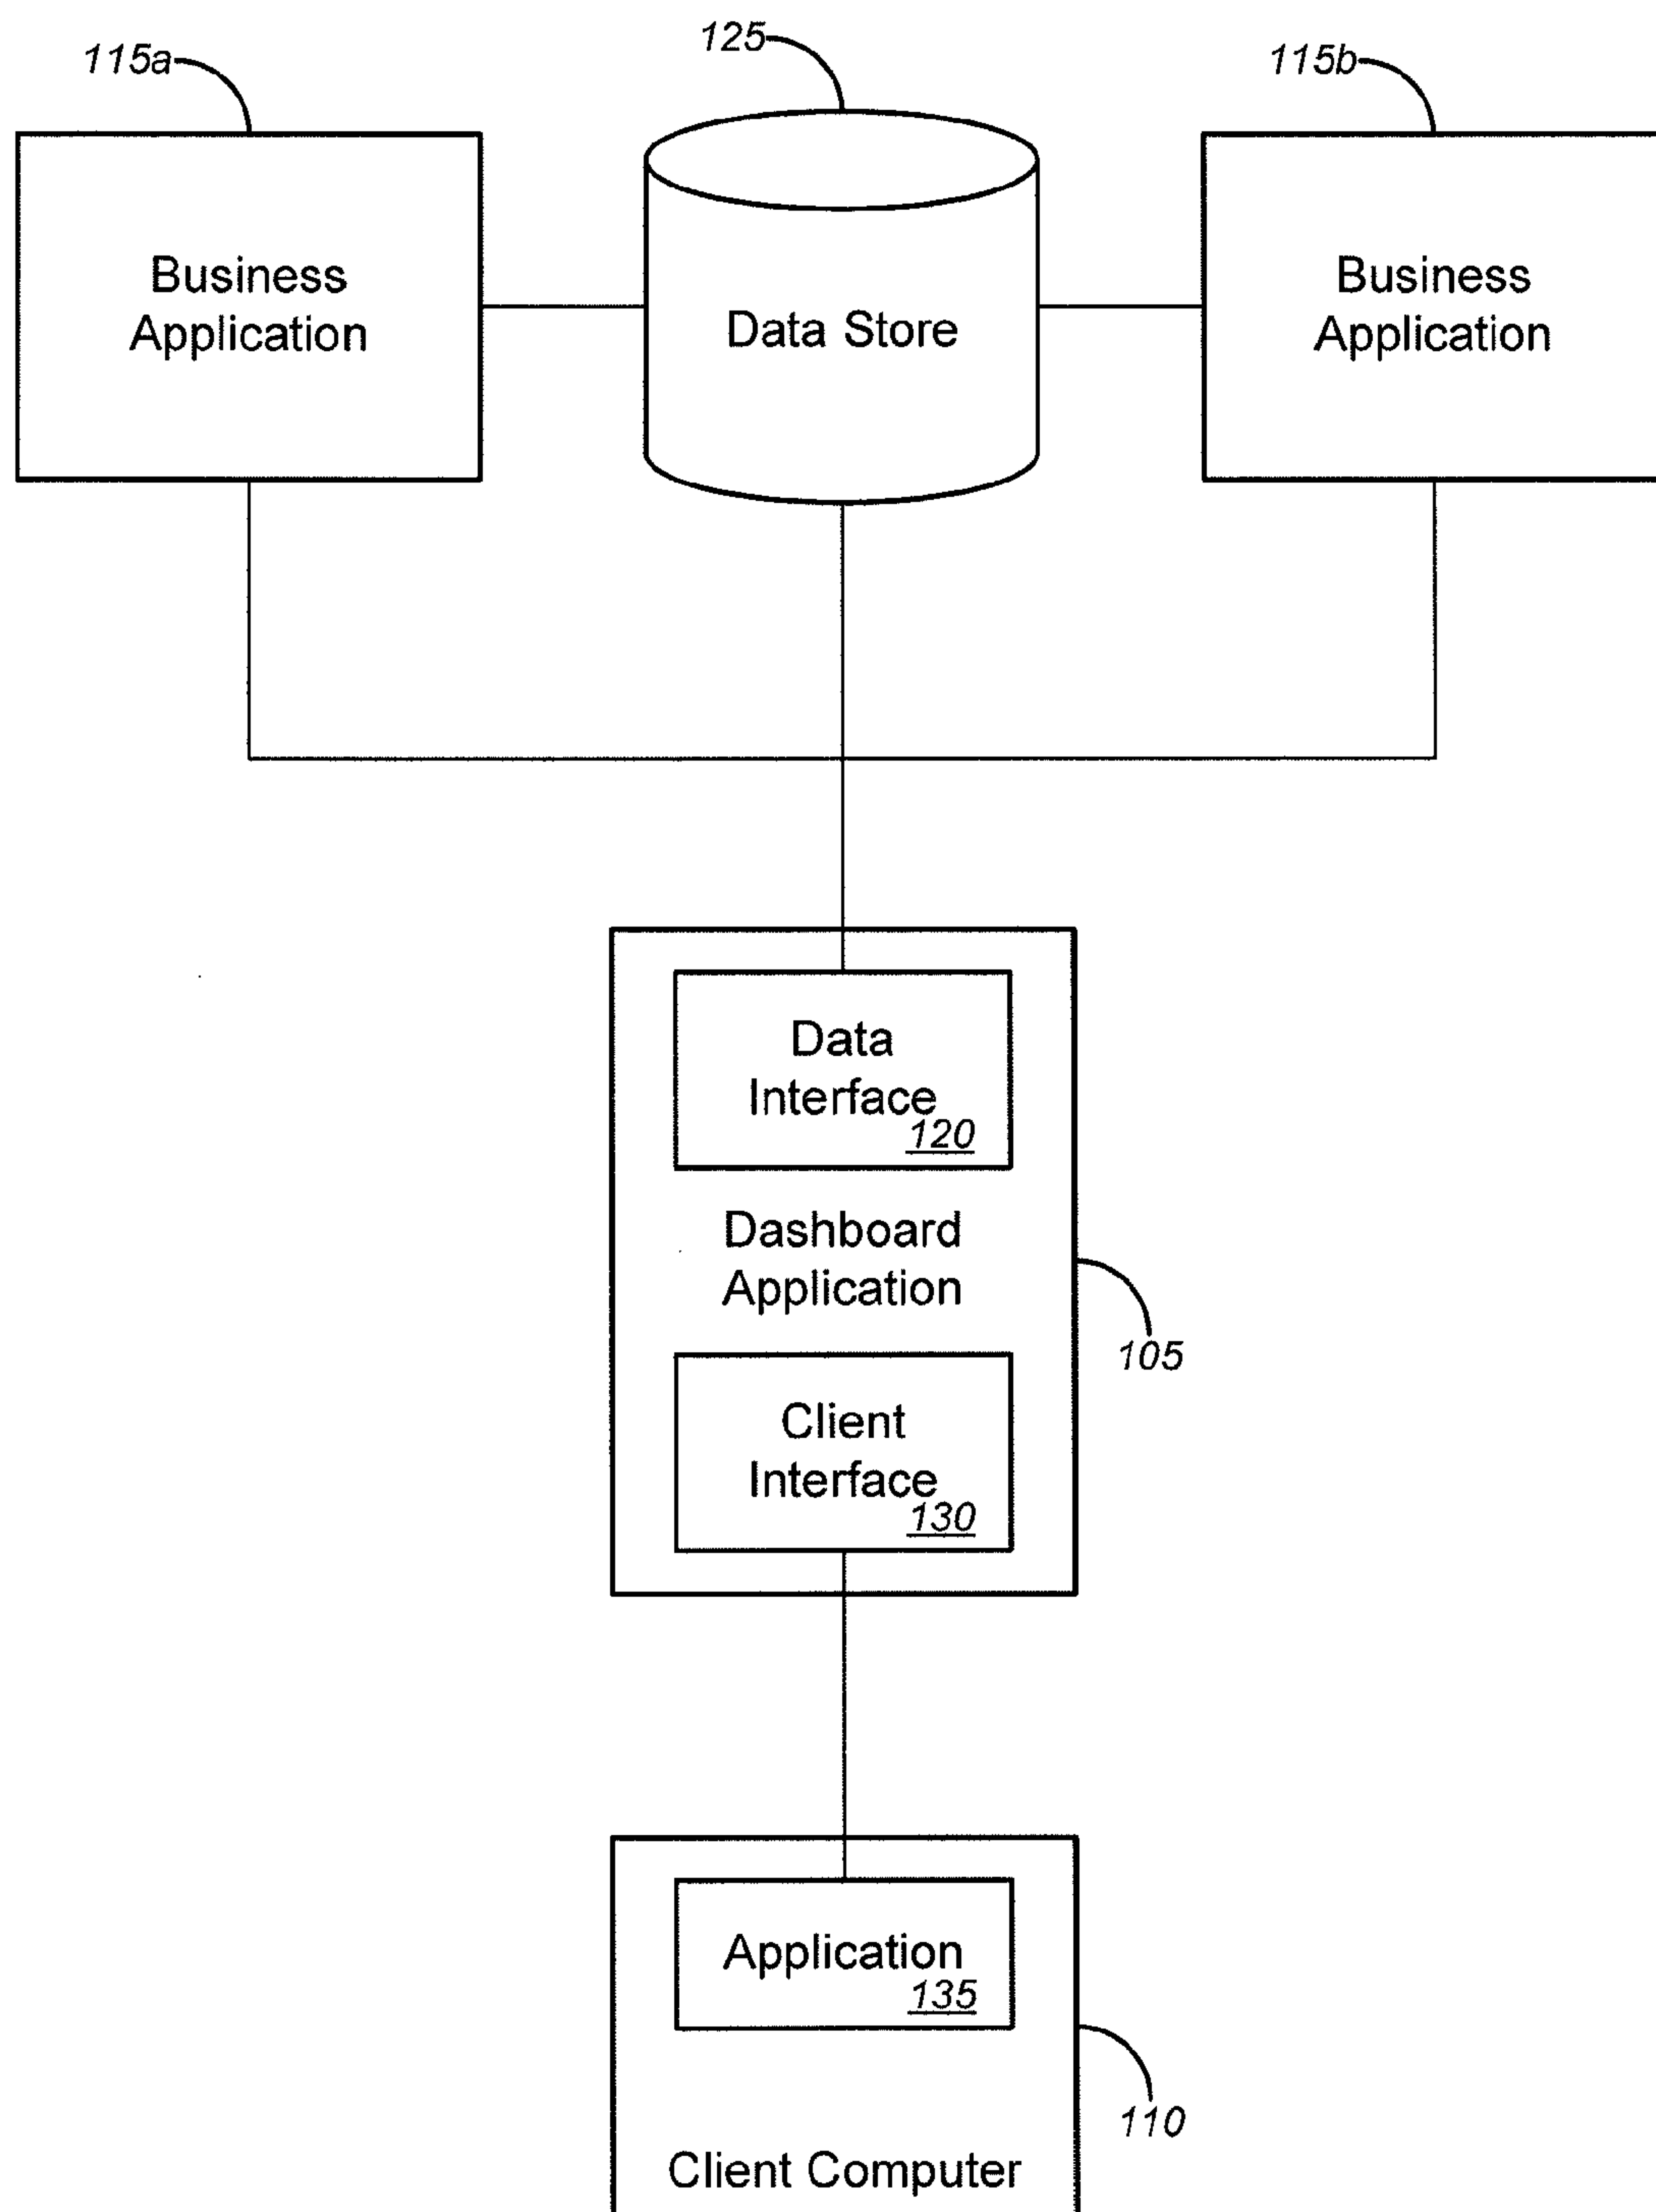 115a
125
115b
Business
Application
Data Store
Business
Application
Data
Interface
120
Dashboard
Application
105
Client
Interface
130
Application
135
110
Client Computer